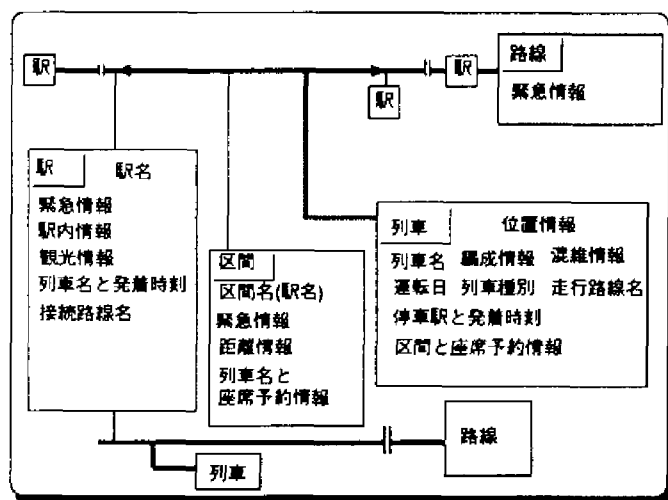 駅
駅
駅
路線
緊急情報
駅
駅名
緊急情報
駅内情報
観光情報
列車名と発着時刻
接続路線名
区間
区間名(駅名)
緊急情報
距離情報
列車名と
座席予約情報
列車
位置情報
列車名 編成情報 混雑情報
運転日 列車種別 走行路線名
停車駅と発着時刻
区間と座席予約情報
路線
列車